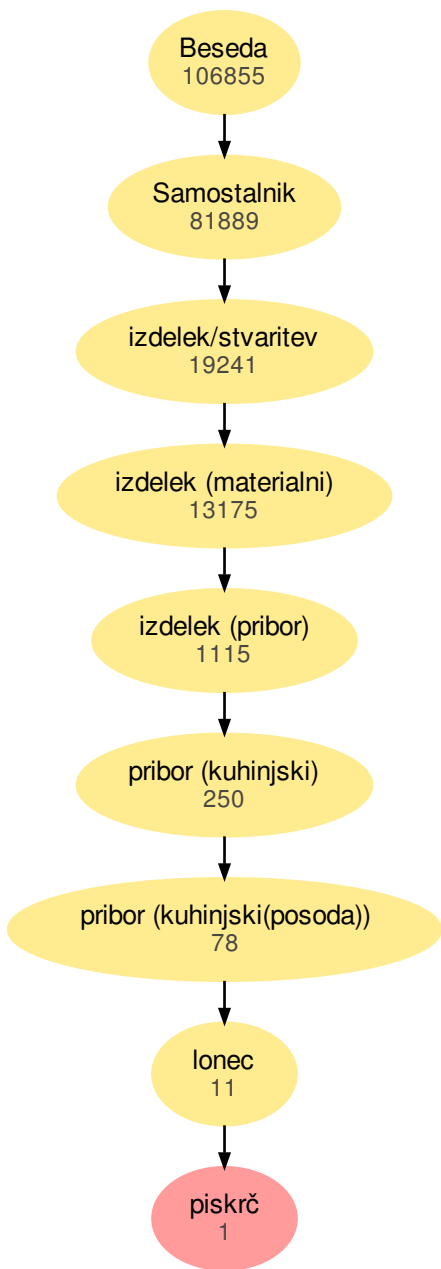 Beseda
106855
Samostalnik
81889
izdelek/stvaritev
19241
izdelek (materialni)
13175
izdelek (pribor)
1115
pribor (kuhinjski)
250
pribor (kuhinjski(posoda))
78
lonec
11
piskrč
1